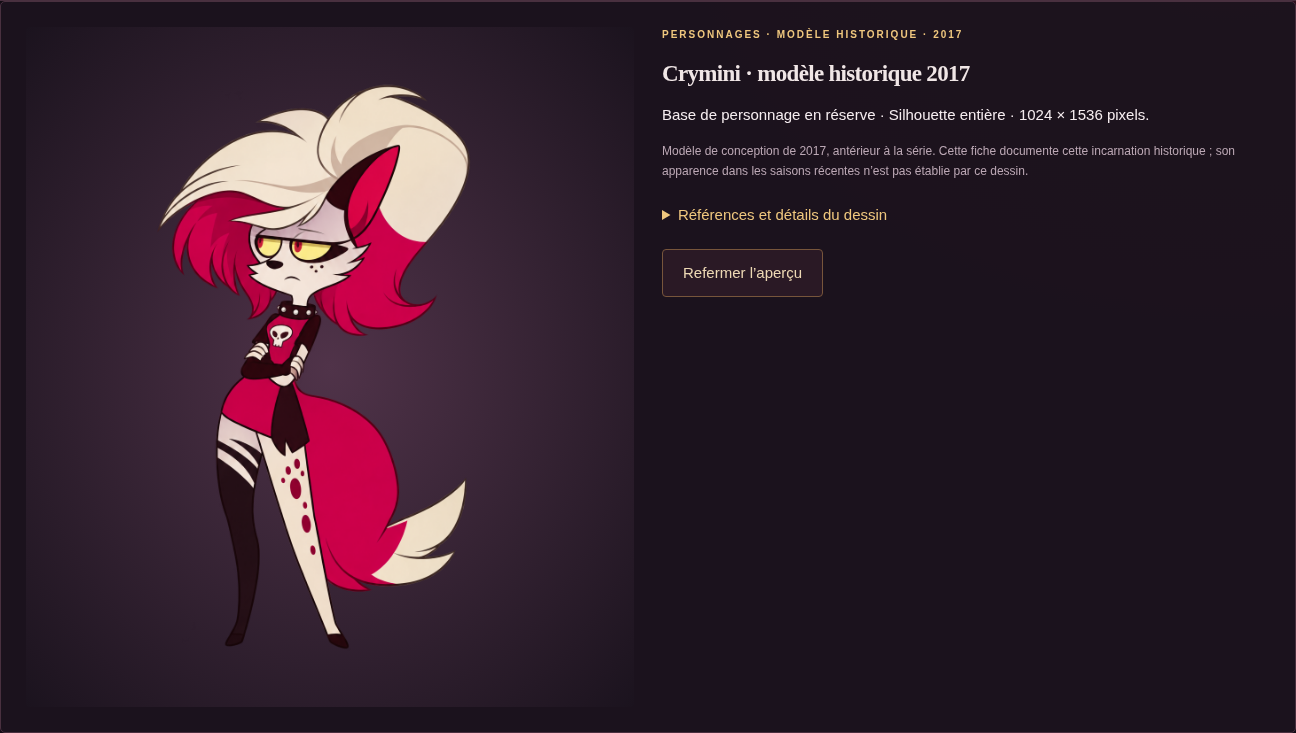 PERSONNAGES · MODÈLE HISTORIQUE · 2017
Crymini · modèle historique 2017
Base de personnage en réserve · Silhouette entière · 1024 × 1536 pixels.
Modèle de conception de 2017, antérieur à la série. Cette fiche documente cette incarnation historique ; son
apparence dans les saisons récentes n’est pas établie par ce dessin.
Références et détails du dessin
Refermer l’aperçu